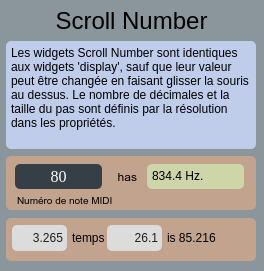 Scroll Number
Les widgets Scroll Number sont identiques
aux widgets 'display', sauf que leur valeur
peut être changée en faisant glisser la souris
au dessus. Le nombre de décimales et la
taille du pas sont définis par la résolution
dans les propriétés.
80 has 834.4 Hz.
Numéro de note MIDI
3.265 temps 26.1 is 85.216